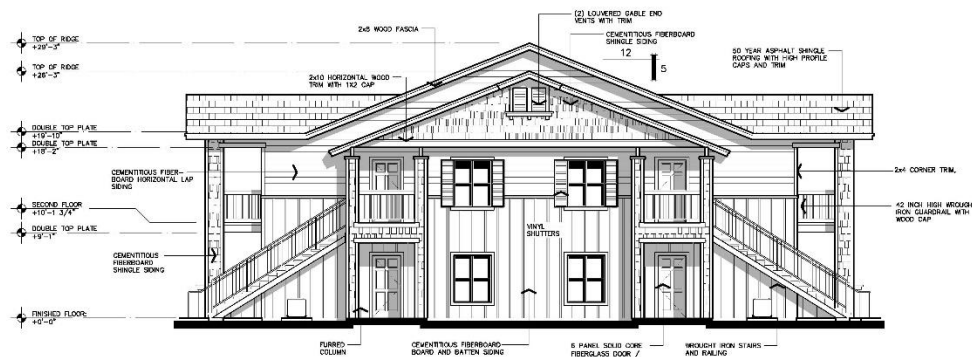 TOP OF RIDGE
+29'-3"
TOP OF RIDGE
+26'-3"
DOUBLE TOP PLATE
+19'-10"
DOUBLE TOP PLATE
+18'-2"
CEMENTITIOUS FIBER-
BOARD HORIZONTAL LAP
SIDING
SECOND FLOOR
+10'-1 3/4"
DOUBLE TOP PLATE
+9'-1"
CEMENTITIOUS
FIBERBOARD
SHINGLE SIDING
FINISHED FLOOR:
+0'-0"
2x8 WOOD FASCIA
2x10 HORIZONTAL WOOD
TRIM WITH 1X2 CAP
(2) LOUVERED GABLE END
VENTS WITH TRIM
CEMENTITIOUS FIBERBOARD
SHINGLE SIDING
12
5
50 YEAR ASPHALT SHINGLE
ROOFING WITH HIGH PROFILE
CAPS AND TRIM
2x4 CORNER TRIM,
42 INCH HIGH WROUGH
IRON GUARDRAIL WITH
WOOD CAP
VINYL
SHUTTERS
FURRED
COLUMN
CEMENTITIOUS FIBERBOARD
BOARD AND BATTEN SIDING
6 PANEL SOLID CORE
FIBERGLASS DOOR /
WROUGHT IRON STAIRS
AND RAILING